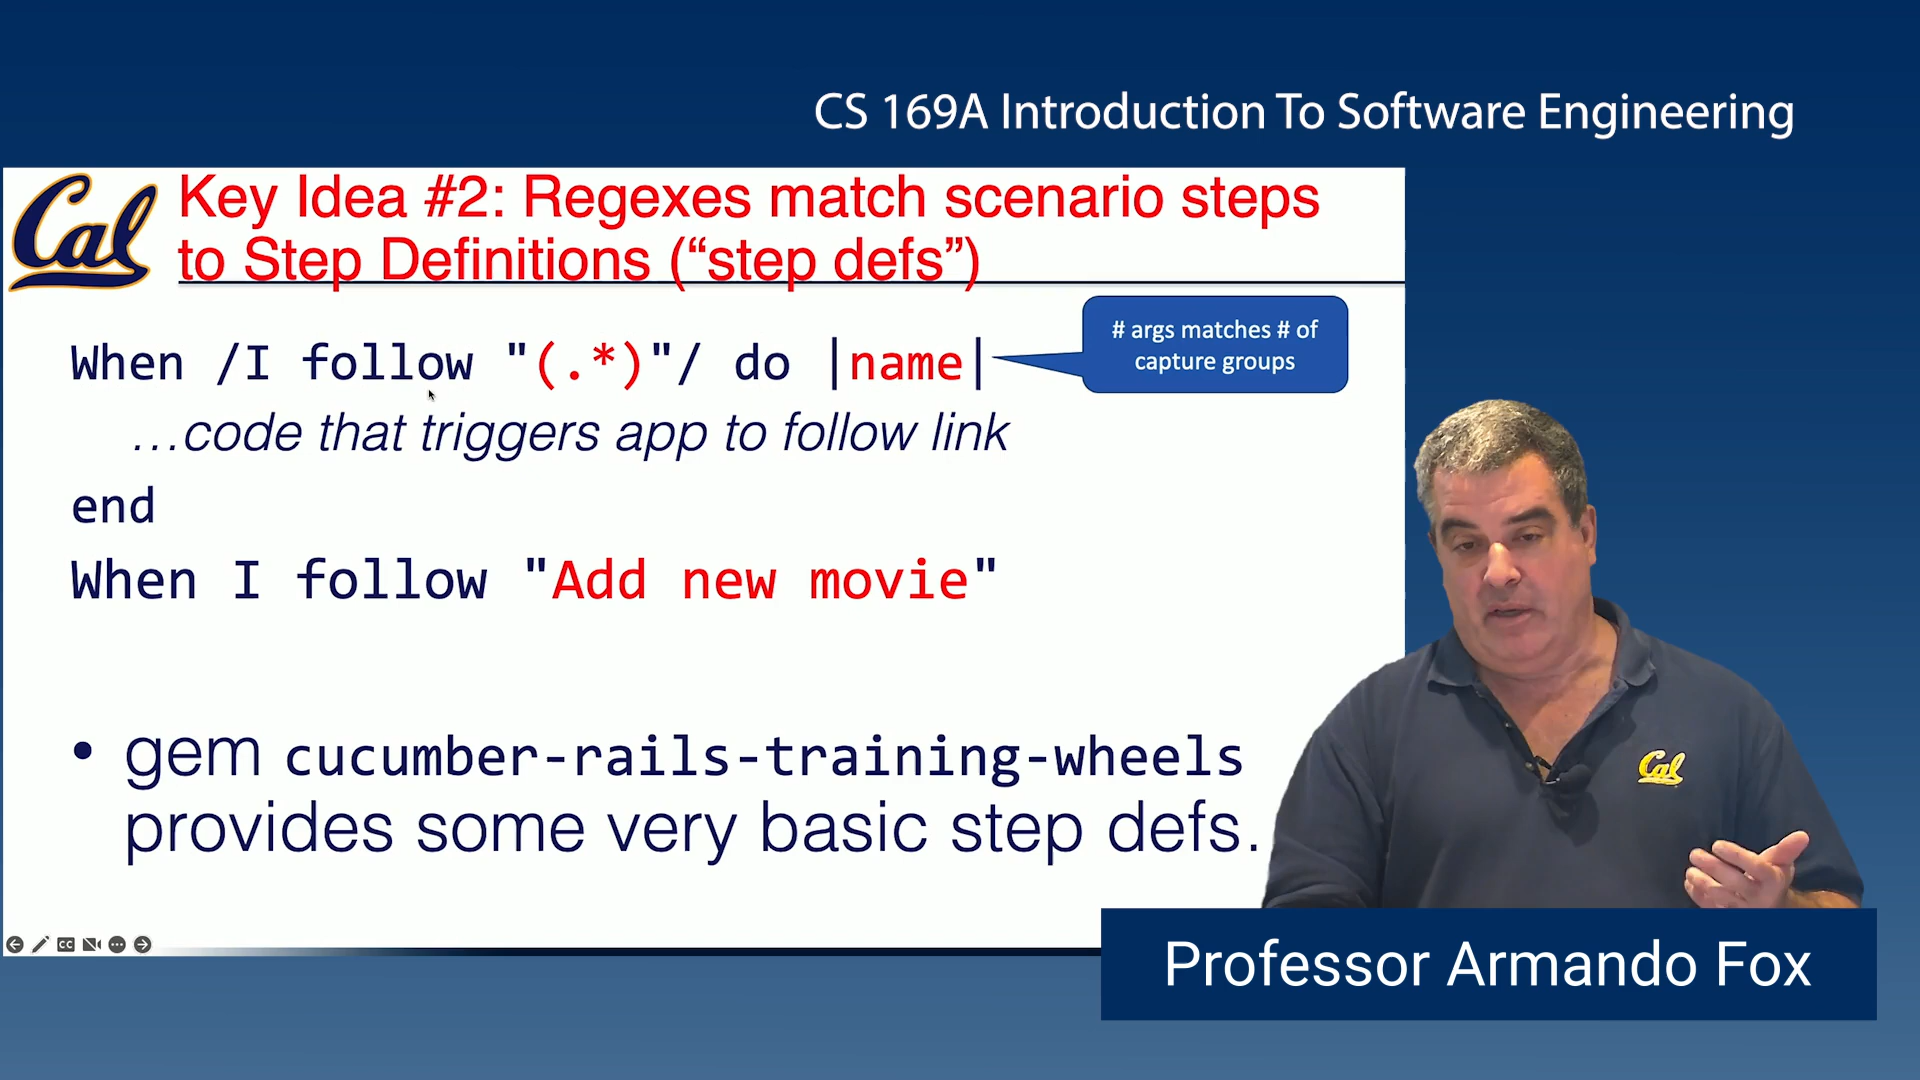 CS 169A Introduction To Software Engineering
Cal
Key Idea #2: Regexes match scenario steps
to Step Definitions (“step defs”)
# args matches # of
capture groups
When /I follow "(.*)"/ do |name|
…code that triggers app to follow link
end
When I follow "Add new movie"
• gem cucumber-rails-training-wheels
provides some very basic step defs.
Cal
CC
Professor Armando Fox